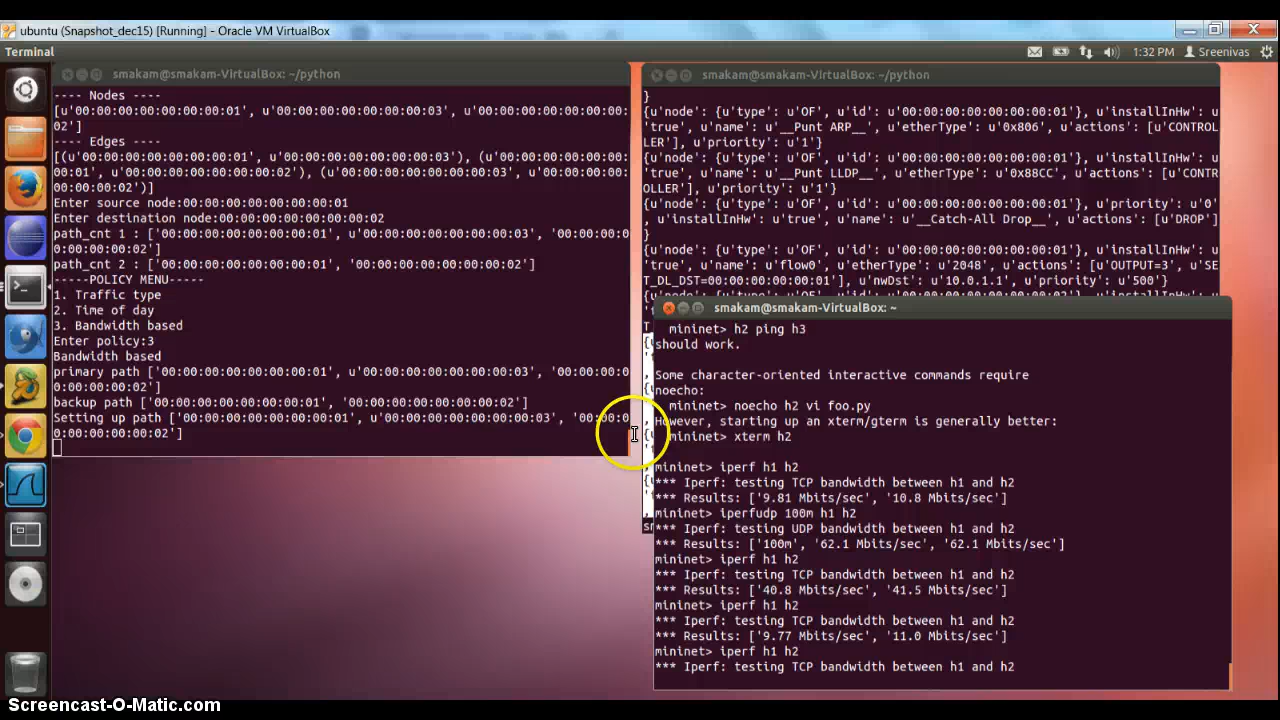 ubuntu (Snapshot_dec15) [Running] - Oracle VM VirtualBox
Terminal
1:32 PM
Sreenivas
smakam@smakam-VirtualBox: ~/python
---- Nodes ----
[u'00:00:00:00:00:00:00:01', u'00:00:00:00:00:00:00:03', u'00:00:00:00:00:00:00:
02']
---- Edges ----
[(u'00:00:00:00:00:00:00:01', u'00:00:00:00:00:00:00:03'), (u'00:00:00:00:00:00:
00:01', u'00:00:00:00:00:00:00:02'), (u'00:00:00:00:00:00:00:03', u'00:00:00:00:
00:00:00:02')]
Enter source node:00:00:00:00:00:00:00:01
Enter destination node:00:00:00:00:00:00:00:02
path_cnt 1 : ['00:00:00:00:00:00:00:01', u'00:00:00:00:00:00:00:03', '00:00:00:0
0:00:00:00:02']
path_cnt 2 : ['00:00:00:00:00:00:00:01', '00:00:00:00:00:00:00:02']
-----POLICY MENU-----
1. Traffic type
2. Time of day
3. Bandwidth based
Enter policy:3
Bandwidth based
primary path ['00:00:00:00:00:00:00:01', u'00:00:00:00:00:00:00:03', '00:00:00:0
0:00:00:00:02']
backup path ['00:00:00:00:00:00:00:01', '00:00:00:00:00:00:00:02']
Setting up path ['00:00:00:00:00:00:00:01', u'00:00:00:00:00:00:00:03', '00:00:0
0:00:00:00:00:02']
smakam@smakam-VirtualBox: ~/python
}
{u'node': {u'type': u'OF', u'id': u'00:00:00:00:00:00:00:01'}, u'installInHw': u
'true', u'name': u'__Punt ARP__', u'etherType': u'0x806', u'actions': [u'CONTROL
LER'], u'priority': u'1'}
{u'node': {u'type': u'OF', u'id': u'00:00:00:00:00:00:00:01'}, u'installInHw': u
'true', u'name': u'__Punt LLDP__', u'etherType': u'0x88CC', u'actions': [u'CONTRO
LLER'], u'priority': u'1'}
{u'node': {u'type': u'OF', u'id': u'00:00:00:00:00:00:00:01'}, u'priority': u'0'
, u'installInHw': u'true', u'name': u'__Catch-All Drop__', u'actions': [u'DROP']
}
{u'node': {u'type': u'OF', u'id': u'00:00:00:00:00:00:00:01'}, u'installInHw': u
'true', u'name': u'flow0', u'etherType': u'2048', u'actions': [u'OUTPUT=3', u'SE
T_DL_DST=00:00:00:00:00:01'], u'nwDst': u'10.0.1.1', u'priority': u'500'}
smakam@smakam-VirtualBox: ~
mininet> h2 ping h3
should work.
Some character-oriented interactive commands require
noecho:
mininet> noecho h2 vi foo.py
However, starting up an xterm/gterm is generally better:
mininet> xterm h2
mininet> iperf h1 h2
*** Iperf: testing TCP bandwidth between h1 and h2
*** Results: ['9.81 Mbits/sec', '10.8 Mbits/sec']
mininet> iperfudp 100m h1 h2
*** Iperf: testing UDP bandwidth between h1 and h2
*** Results: ['100m', '62.1 Mbits/sec', '62.1 Mbits/sec']
mininet> iperf h1 h2
*** Iperf: testing TCP bandwidth between h1 and h2
*** Results: ['40.8 Mbits/sec', '41.5 Mbits/sec']
mininet> iperf h1 h2
*** Iperf: testing TCP bandwidth between h1 and h2
*** Results: ['9.77 Mbits/sec', '11.0 Mbits/sec']
mininet> iperf h1 h2
*** Iperf: testing TCP bandwidth between h1 and h2
Screencast-O-Matic.com